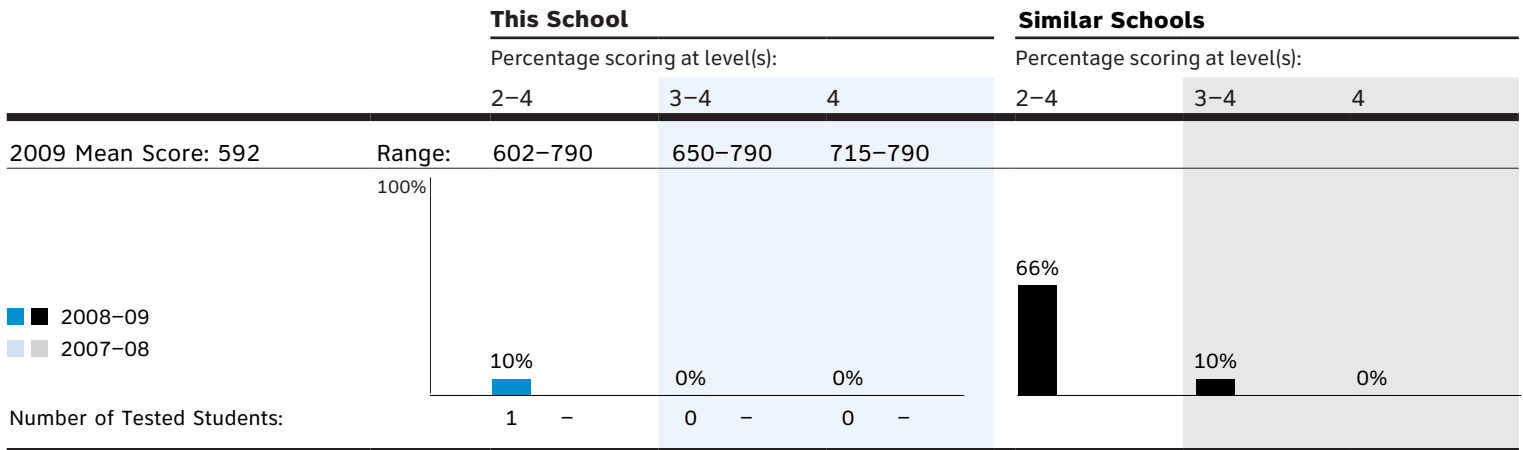 This School Similar Schools
Percentage scoring at level(s): Percentage scoring at level(s):
2–4 3–4 4 2–4 3–4 4
2009 Mean Score: 592 Range: 602–790 650–790 715–790
100%
66%
2008–09
2007–08
10% 0% 0% 10% 0%
Number of Tested Students: 1 – 0 – 0 –